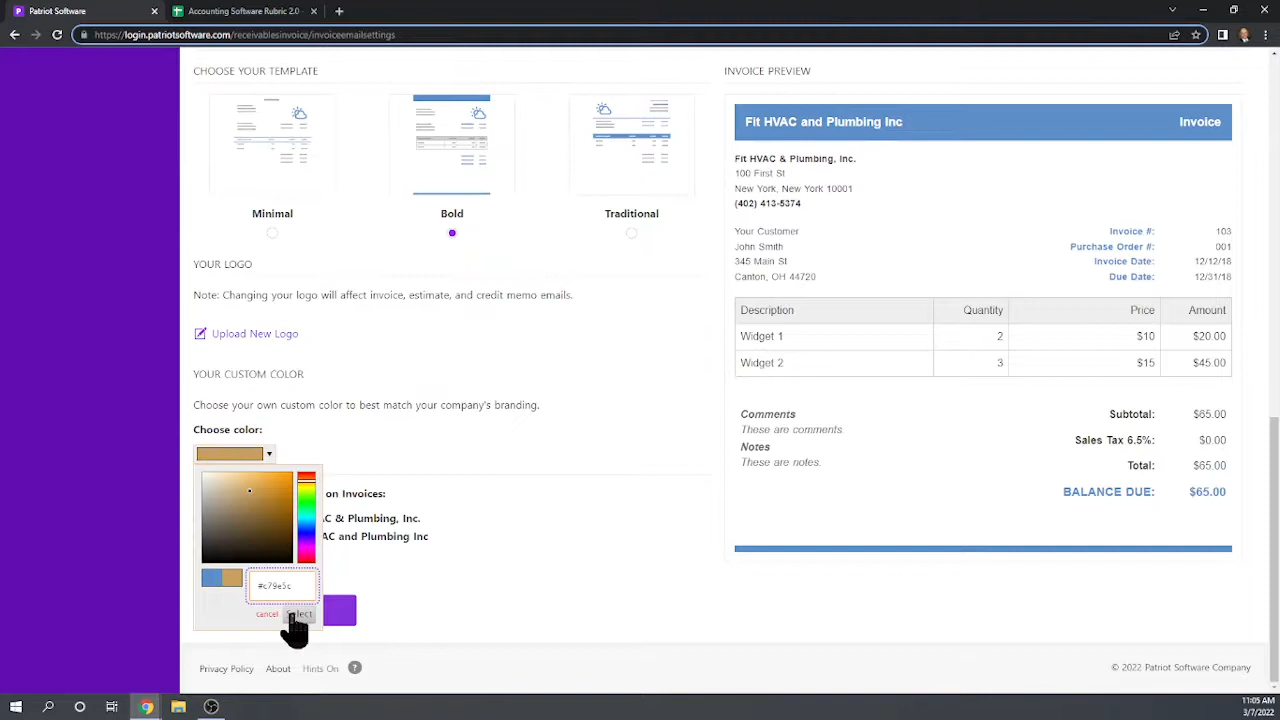 Patriot Software
Accounting Software Rubric 2.0 -
https://login.patriotsoftware.com/receivablesinvoice/invoiceemailsettings
CHOOSE YOUR TEMPLATE
Minimal
Bold
Traditional
YOUR LOGO
Note: Changing your logo will affect invoice, estimate, and credit memo emails.
Upload New Logo
YOUR CUSTOM COLOR
Choose your own custom color to best match your company's branding.
Choose color:
on Invoices:
AC & Plumbing, Inc.
AC and Plumbing Inc
#c79e5c
cancel
Select
INVOICE PREVIEW
Fit HVAC and Plumbing Inc
Invoice
Fit HVAC & Plumbing, Inc.
100 First St
New York, New York 10001
(402) 413-5374
Your Customer
John Smith
345 Main St
Canton, OH 44720
Invoice #: 103
Purchase Order #: 001
Invoice Date: 12/12/18
Due Date: 12/31/18
Description Quantity Price Amount
Widget 1 2 $10 $20.00
Widget 2 3 $15 $45.00
Comments
These are comments.
Notes
These are notes.
Subtotal: $65.00
Sales Tax 6.5%: $0.00
Total: $65.00
BALANCE DUE: $65.00
Privacy Policy About Hints On ?
© 2022 Patriot Software Company
11:05 AM
3/7/2022